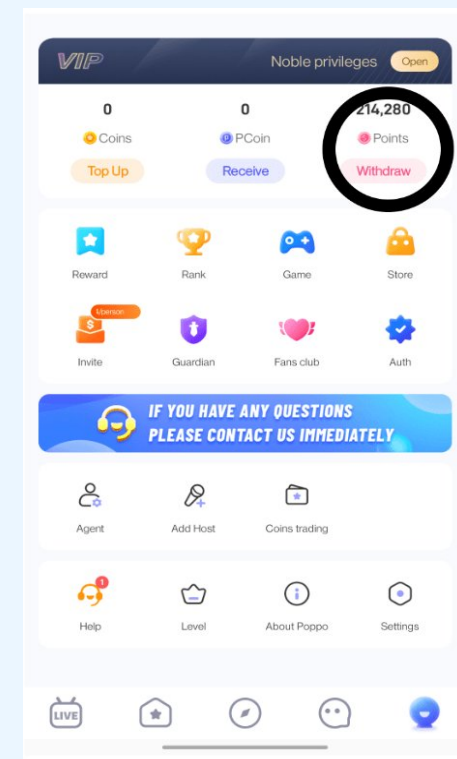 VIP Noble privileges Open
0 0 214,280
Coins PCoin Points
Top Up Receive Withdraw
Reward Rank Game Store
Invite Guardian Fans club Auth
IF YOU HAVE ANY QUESTIONS
PLEASE CONTACT US IMMEDIATELY
Agent Add Host Coins trading
1
Help Level About Poppo Settings
LIVE